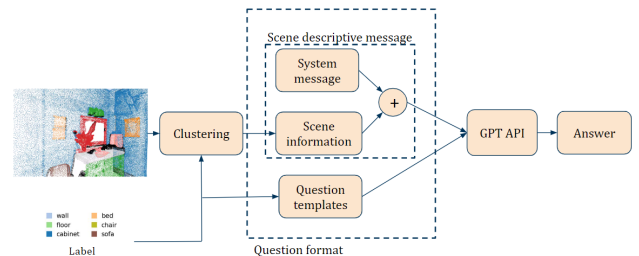 Scene descriptive message
System
message
+
Clustering
Scene
information
GPT API
Answer
Question
templates
wall
bed
floor
chair
cabinet
sofa
Label
Question format